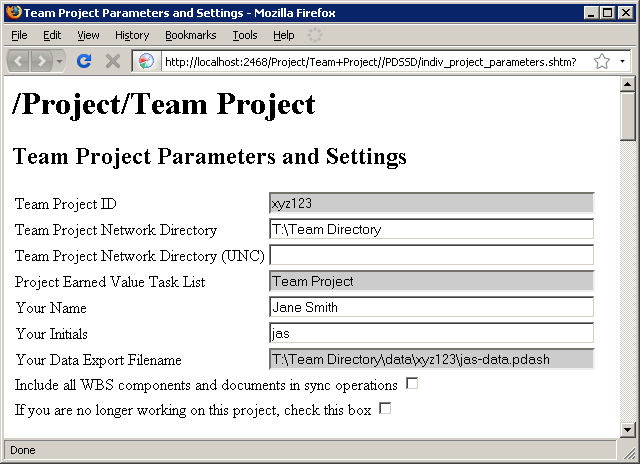 Team Project Parameters and Settings - Mozilla Firefox
File Edit View History Bookmarks Tools Help
http://localhost:2468/Project/Team+Project//PDSSD/indiv_project_parameters.shtm?
/Project/Team Project
Team Project Parameters and Settings
Team Project ID xyz123
Team Project Network Directory T:\Team Directory
Team Project Network Directory (UNC)
Project Earned Value Task List Team Project
Your Name Jane Smith
Your Initials jas
Your Data Export Filename T:\Team Directory\data\xyz123\jas-data.pdash
Include all WBS components and documents in sync operations
If you are no longer working on this project, check this box
Done